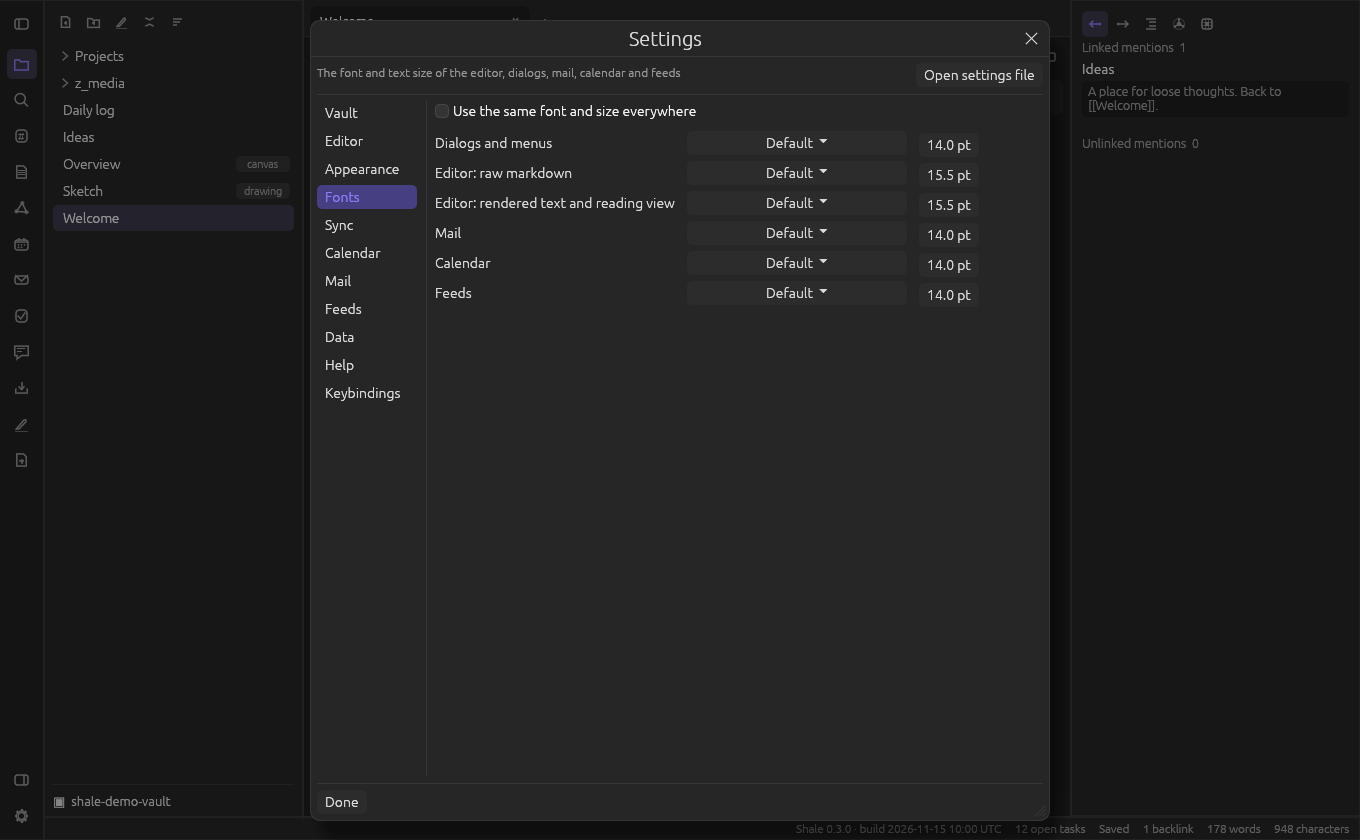 Settings
The font and text size of the editor, dialogs, mail, calendar and feeds
Open settings file
Vault
Editor
Appearance
Fonts
Sync
Calendar
Mail
Feeds
Data
Help
Keybindings
Use the same font and size everywhere
Dialogs and menus Default 14.0 pt
Editor: raw markdown Default 15.5 pt
Editor: rendered text and reading view Default 15.5 pt
Mail Default 14.0 pt
Calendar Default 14.0 pt
Feeds Default 14.0 pt
Done
Projects
z_media
Daily log
Ideas
Overview canvas
Sketch drawing
Welcome
shale-demo-vault
Linked mentions 1
Ideas
A place for loose thoughts. Back to
[[Welcome]].
Unlinked mentions 0
Shale 0.3.0 · build 2026-11-15 10:00 UTC 12 open tasks Saved 1 backlink 178 words 948 characters